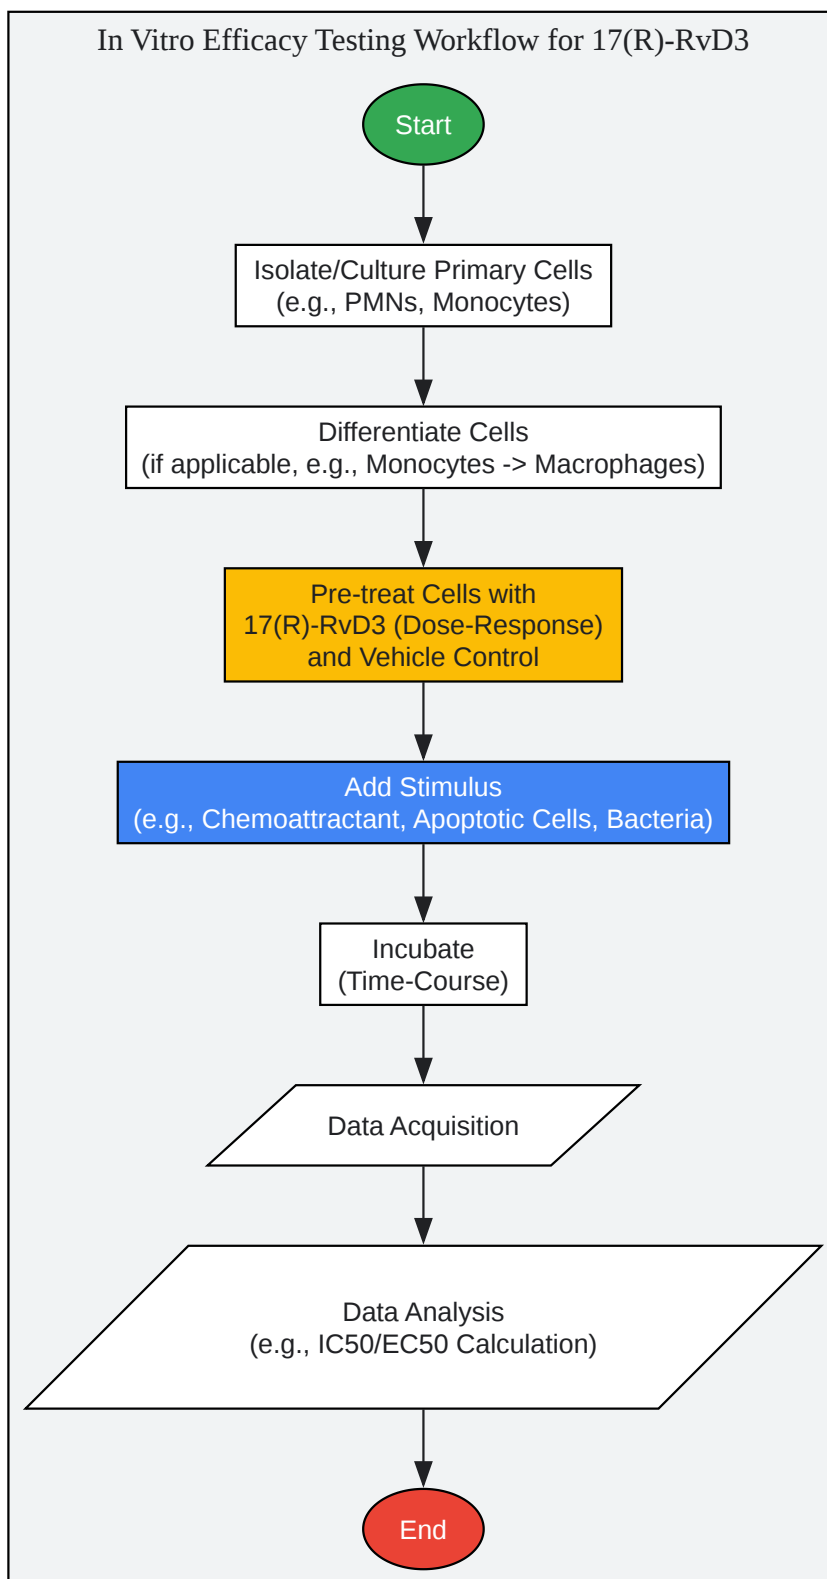 In Vitro Efficacy Testing Workflow for 17(R)-RvD3
Start
Isolate/Culture Primary Cells
(e.g., PMNs, Monocytes)
Differentiate Cells
(if applicable, e.g., Monocytes -> Macrophages)
Pre-treat Cells with
17(R)-RvD3 (Dose-Response)
and Vehicle Control
Add Stimulus
(e.g., Chemoattractant, Apoptotic Cells, Bacteria)
Incubate
(Time-Course)
Data Acquisition
Data Analysis
(e.g., IC50/EC50 Calculation)
End